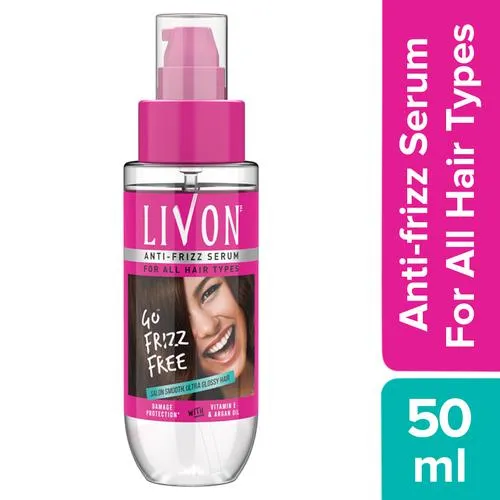 LIVON
ANTI-FRIZZ SERUM
FOR ALL HAIR TYPES
GO
FRIZZ
FREE
SALON SMOOTH, ULTRA GLOSSY HAIR
DAMAGE
PROTECTION*
WITH
VITAMIN E
& ARGAN OIL
Anti-frizz Serum
For All Hair Types
50
ml